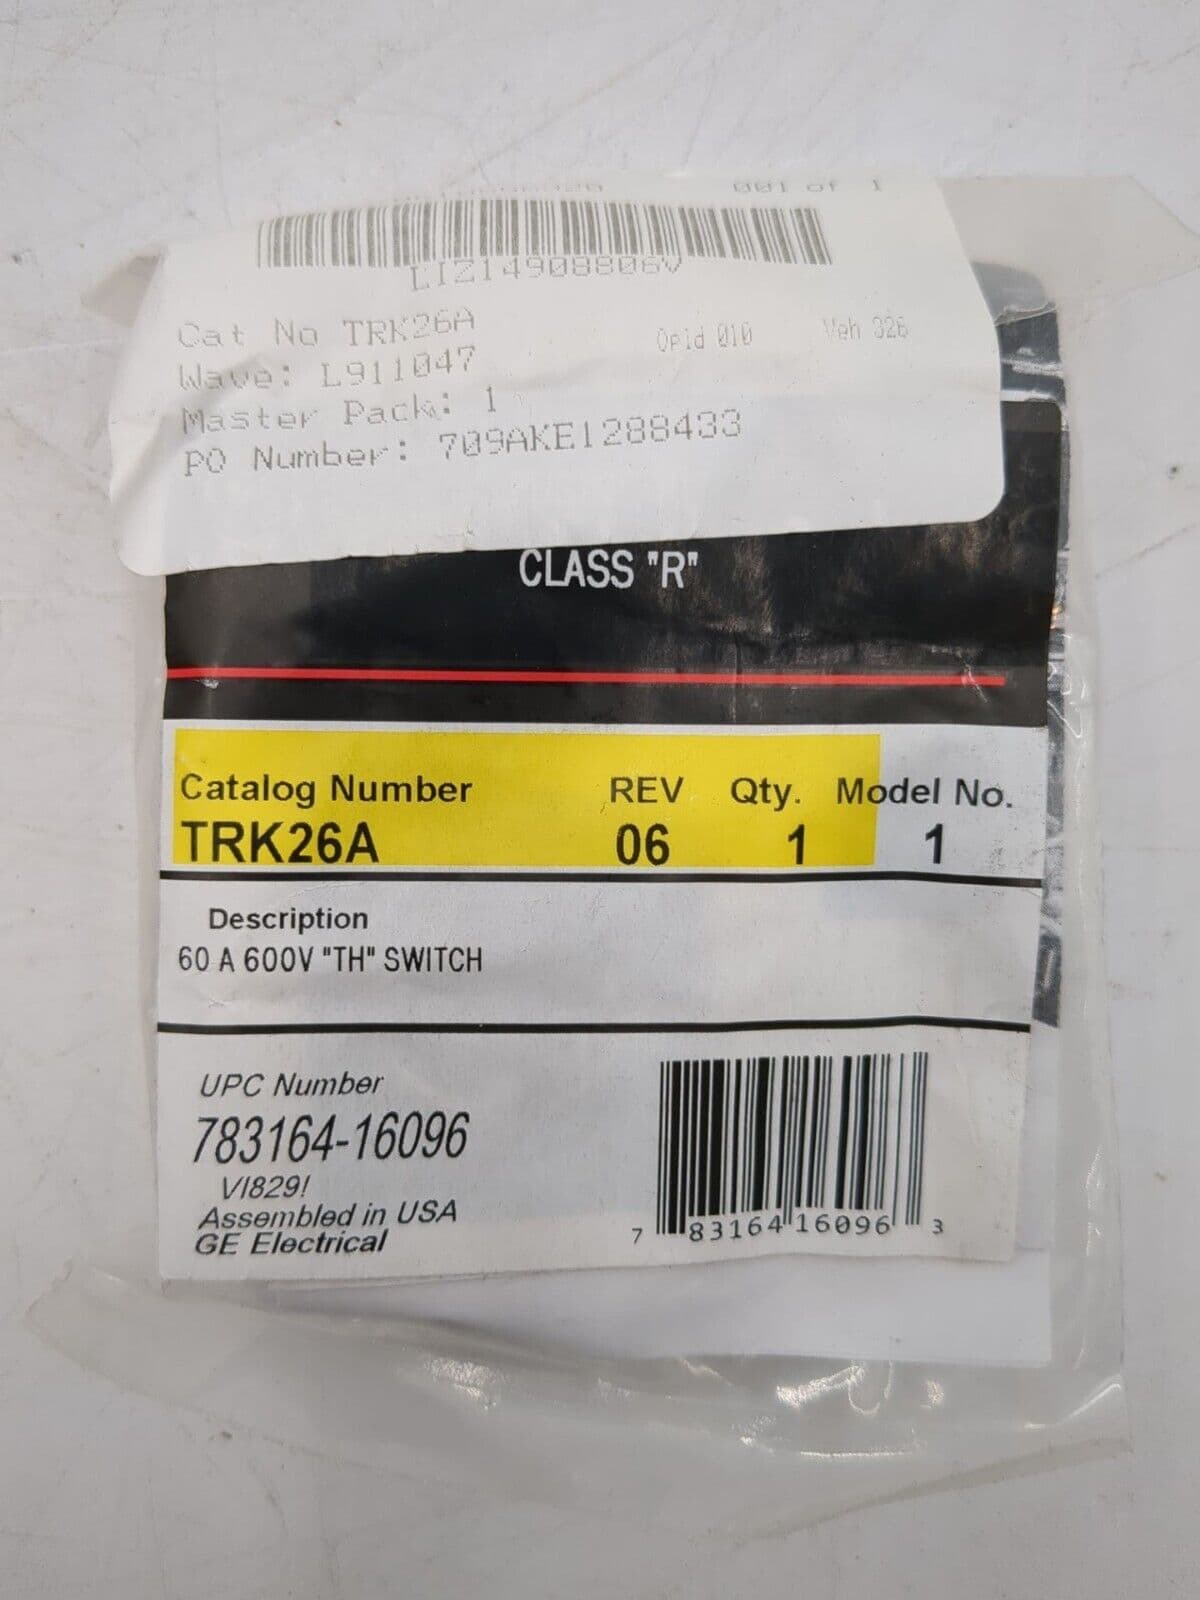 001 of 1
LIZ14908806V
Cat No TRK26A
Opid 010 Veh 326
Wave: L911047
Master Pack: 1
PO Number: 709AKE1288433
CLASS "R"
Catalog Number REV Qty. Model No.
TRK26A 06 1 1
Description
60 A 600V "TH" SWITCH
UPC Number
783164-16096
VI829!
Assembled in USA
GE Electrical
7 83164 16096 3